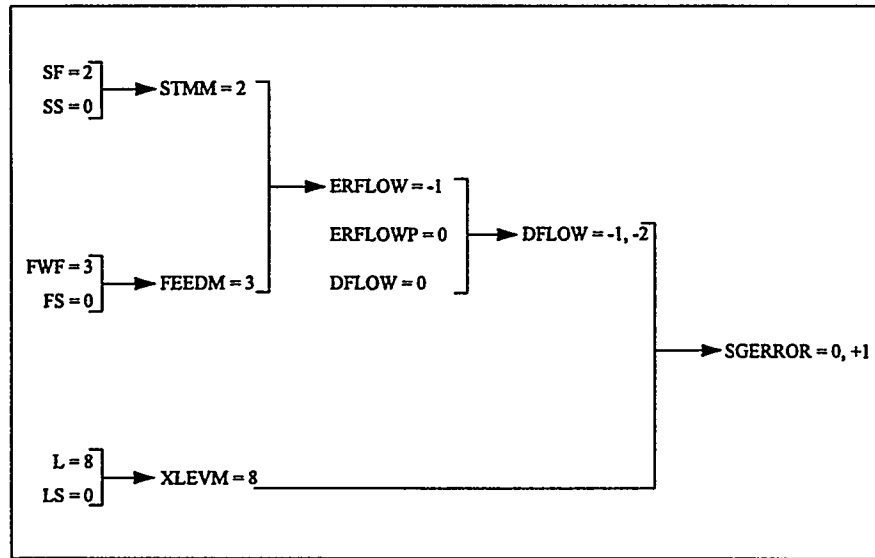 SF = 2
SS = 0
STMM = 2
ERFLOW = -1
ERFLOWP = 0
DFLOW = -1, -2
FWF = 3
FS = 0
FEEDM = 3
DFLOW = 0
SGERROR = 0, +1
L = 8
LS = 0
XLEVM = 8